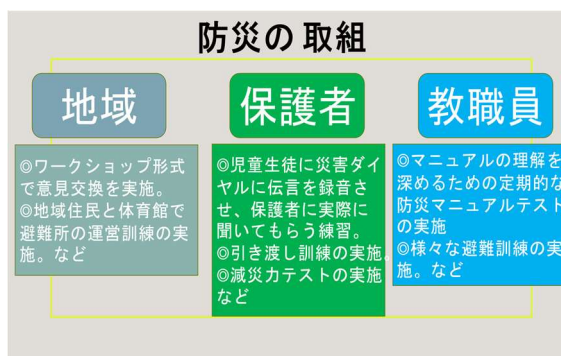 防災の取組
地域
◎ワークショップ形式
で意見交換を実施。
◎地域住民と体育館で
避難所の運営訓練の実
施。など
保護者
◎児童生徒に災害ダイ
ヤルに伝言を録音さ
せ、保護者に実際に
聞いてもらう練習。
◎引き渡し訓練の実施。
◎減災力テストの実施
など
教職員
◎マニュアルの理解を
深めるための定期的な
防災マニュアルテスト
の実施
◎様々な避難訓練の実
施。など